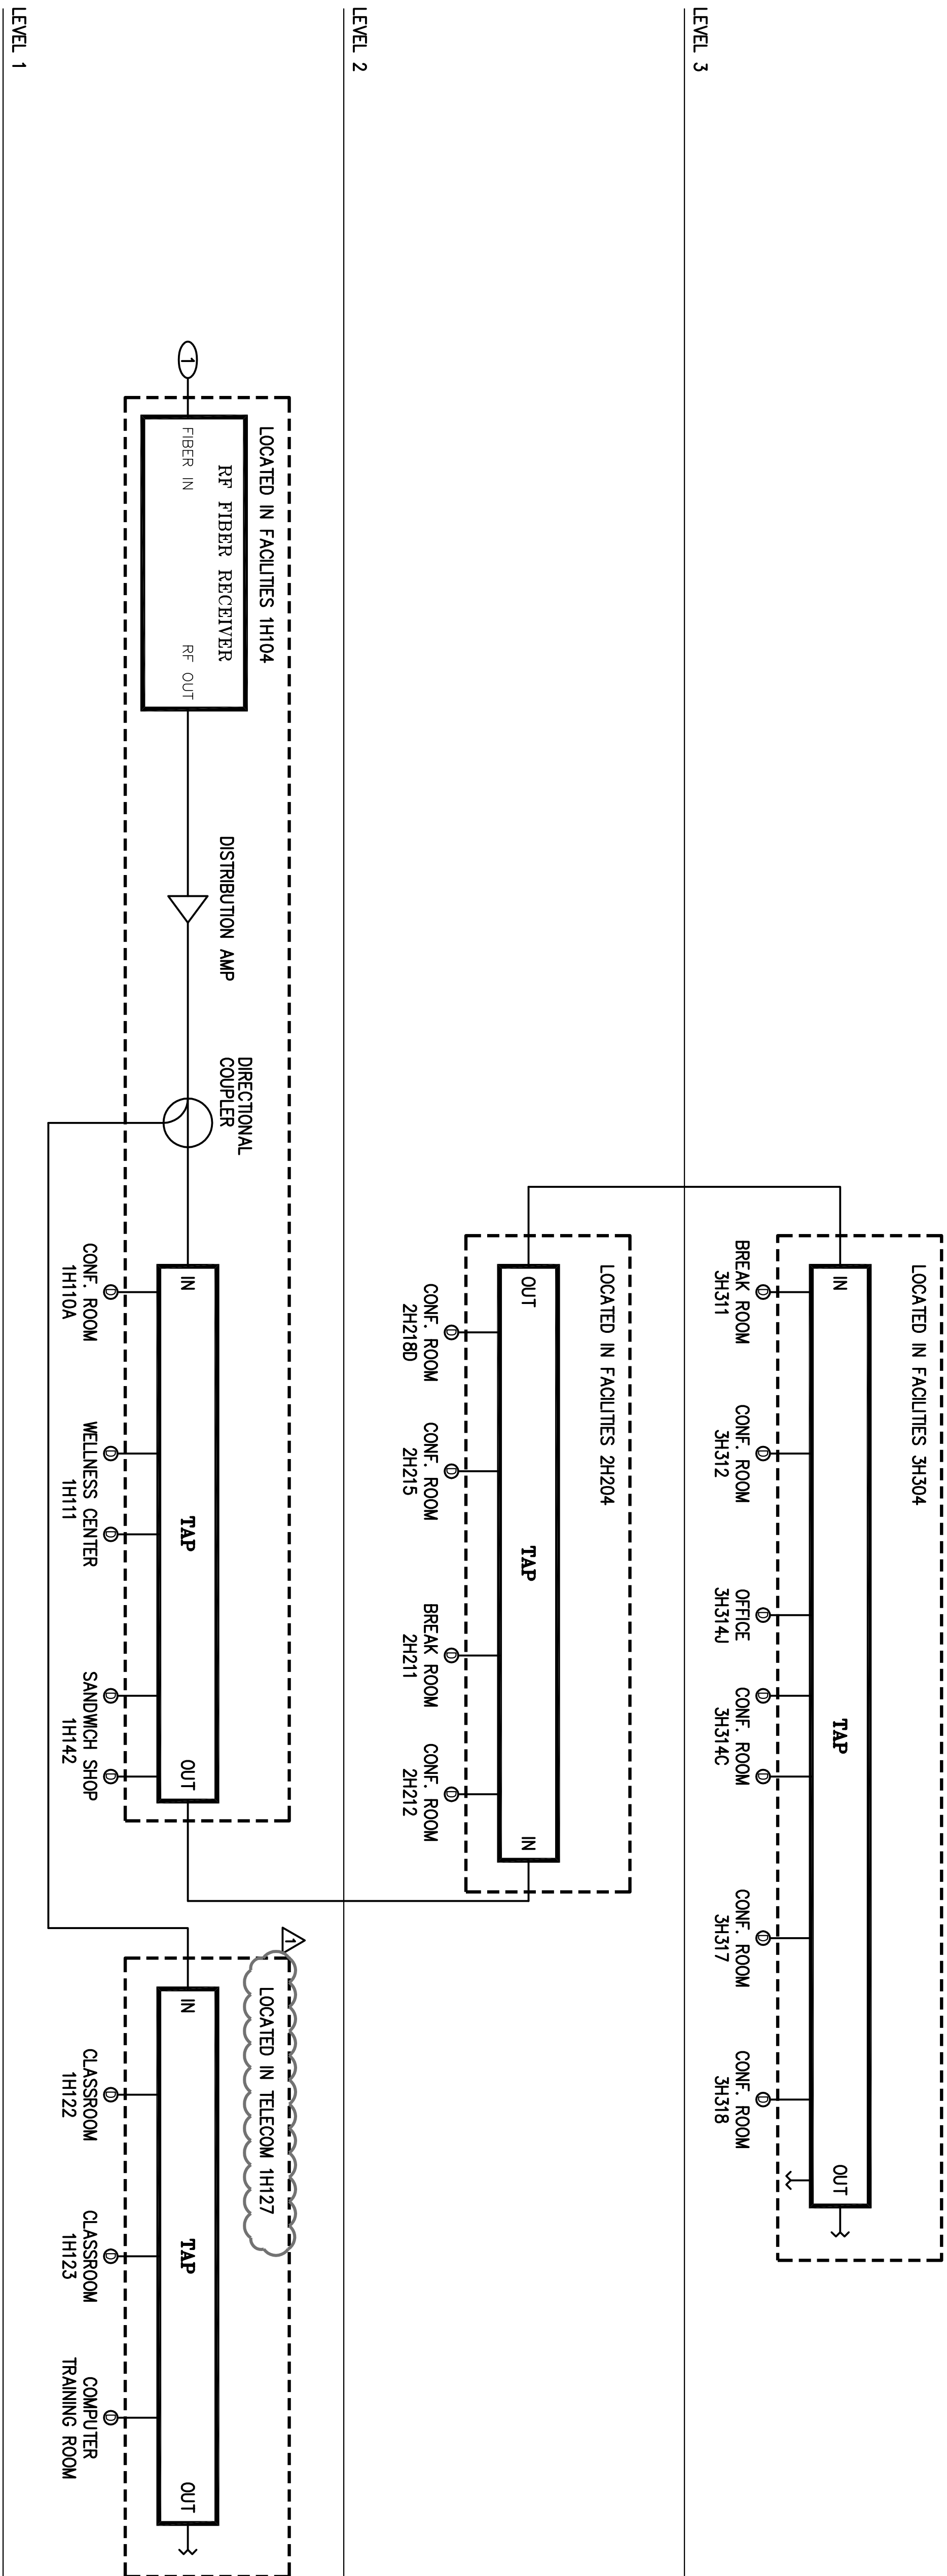 LEVEL 3
LOCATED IN FACILITIES 3H304
IN
TAP
OUT
BREAK ROOM
3H311
CONF. ROOM
3H312
OFFICE
3H314J
CONF. ROOM
3H314C
CONF. ROOM
3H317
CONF. ROOM
3H318
D
D
D
D
D
D
D
LEVEL 2
LOCATED IN FACILITIES 2H204
OUT
TAP
IN
D
D
D
D
CONF. ROOM
2H218D
CONF. ROOM
2H215
BREAK ROOM
2H211
CONF. ROOM
2H212
LEVEL 1
1
LOCATED IN FACILITIES 1H104
RF FIBER RECEIVER
FIBER IN
RF OUT
DISTRIBUTION AMP
DIRECTIONAL
COUPLER
IN
TAP
OUT
D
D
D
D
D
CONF. ROOM
1H110A
WELLNESS CENTER
1H111
SANDWICH SHOP
1H142
1
LOCATED IN TELECOM 1H127
IN
TAP
OUT
D
D
D
CLASSROOM
1H122
CLASSROOM
1H123
COMPUTER
TRAINING ROOM